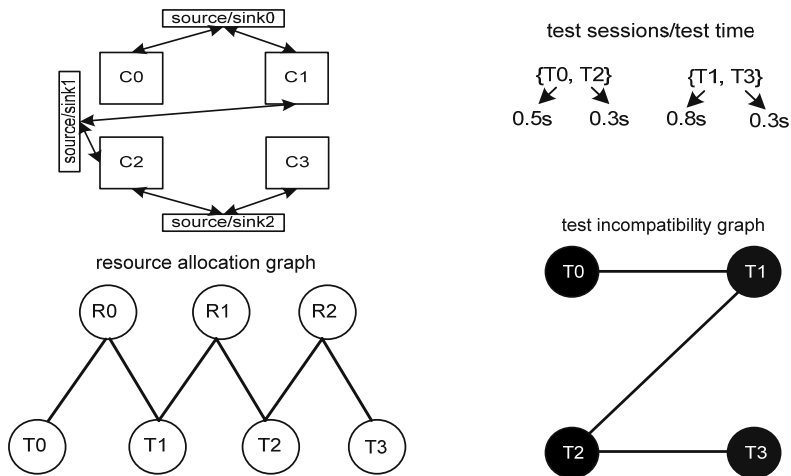 source/sink0
C0
C1
source/sink1
C2
C3
source/sink2
test sessions/test time
{T0, T2}
{T1, T3}
0.5s
0.3s
0.8s
0.3s
resource allocation graph
R0
R1
R2
T0
T1
T2
T3
test incompatibility graph
T0
T1
T2
T3